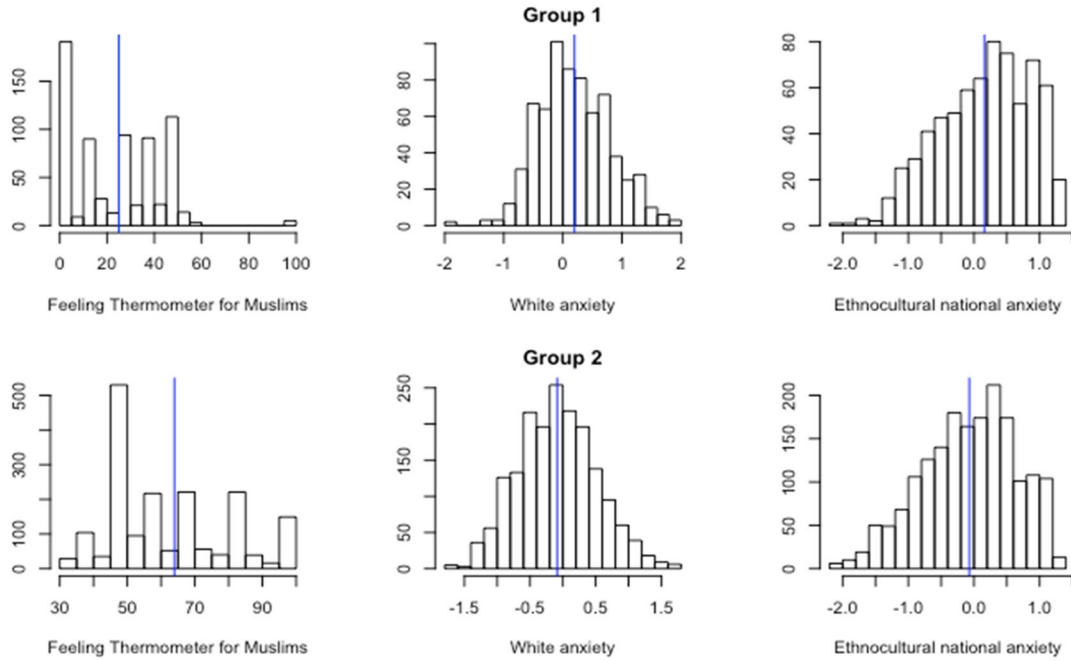 Group 1
0 50 100 150
0 20 40 60 80
0 20 40 60 80
0 20 40 60 80 100
-2 -1 0 1 2
-2.0 -1.0 0.0 1.0
Feeling Thermometer for Muslims
White anxiety
Ethnocultural national anxiety
Group 2
0 100 300 500
0 50 150 250
0 50 100 150 200
30 50 70 90
-1.5 -0.5 0.5 1.5
-2.0 -1.0 0.0 1.0
Feeling Thermometer for Muslims
White anxiety
Ethnocultural national anxiety